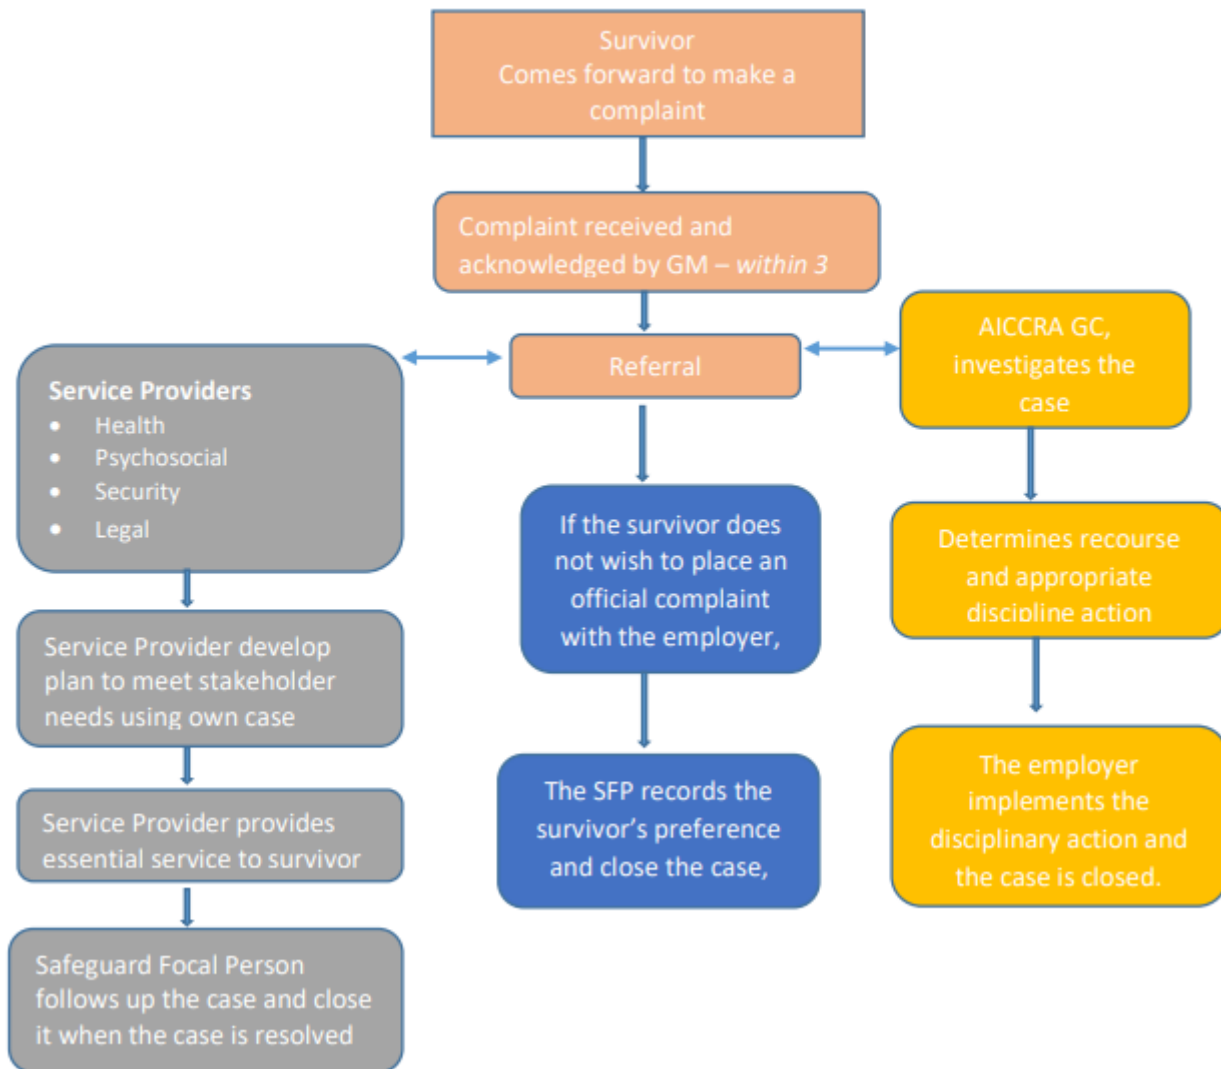 Survivor
Comes forward to make a
complaint
Complaint received and
acknowledged by GM – within 3
Referral
Service Providers
• Health
• Psychosocial
• Security
• Legal
Service Provider develop
plan to meet stakeholder
needs using own case
Service Provider provides
essential service to survivor
Safeguard Focal Person
follows up the case and close
it when the case is resolved
If the survivor does
not wish to place an
official complaint
with the employer,
The SFP records the
survivor’s preference
and close the case,
AICCRA GC,
investigates the
case
Determines recourse
and appropriate
discipline action
The employer
implements the
disciplinary action and
the case is closed.